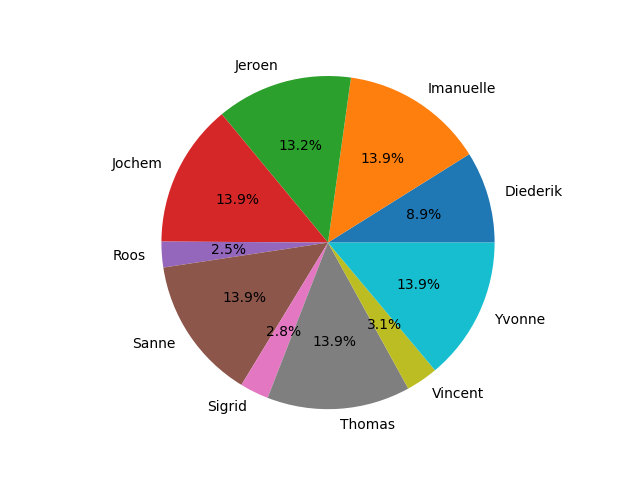 Jeroen
Imanuelle
13.2%
13.9%
Jochem
Diederik
13.9%
8.9%
Roos
2.5%
13.9%
13.9%
Yvonne
Sanne
2.8%
13.9%
3.1%
Sigrid
Vincent
Thomas